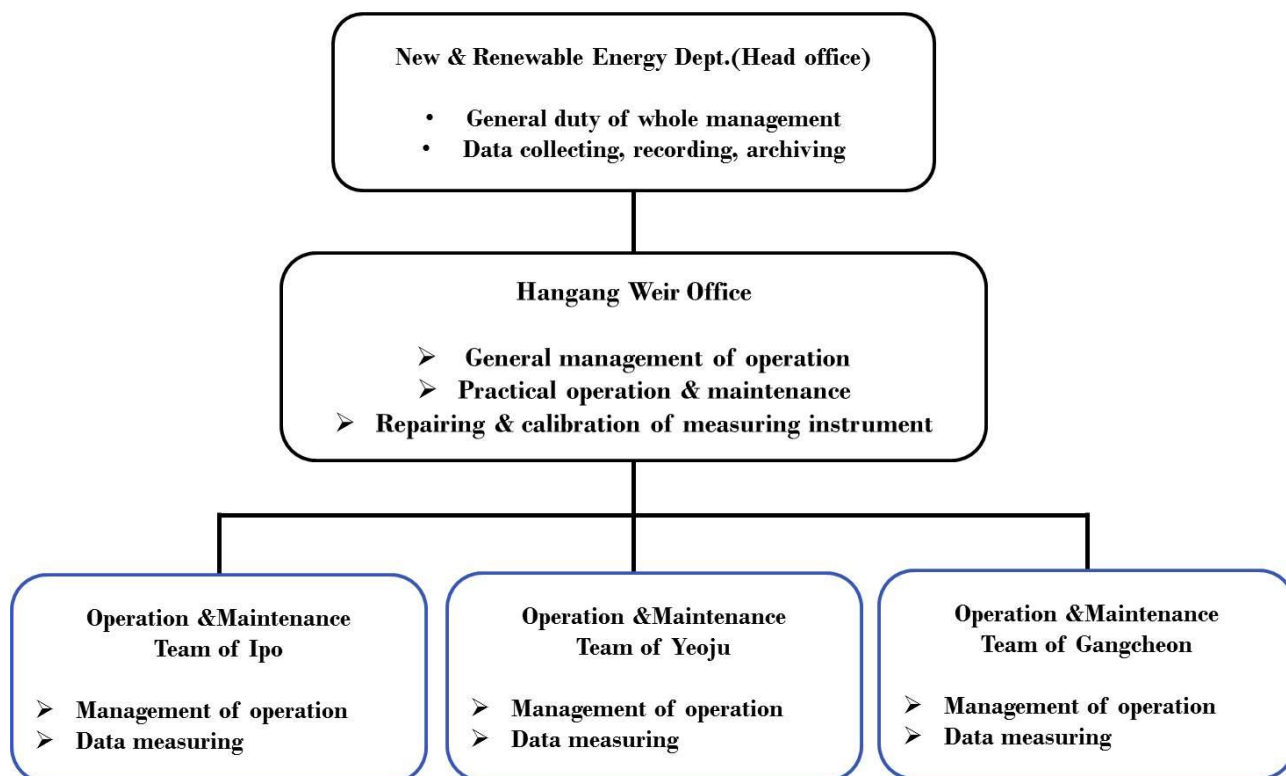 New & Renewable Energy Dept.(Head office)
• General duty of whole management
• Data collecting, recording, archiving
Hangang Weir Office
➢ General management of operation
➢ Practical operation & maintenance
➢ Repairing & calibration of measuring instrument
Operation &Maintenance
Team of Ipo
➢ Management of operation
➢ Data measuring
Operation &Maintenance
Team of Yeoju
➢ Management of operation
➢ Data measuring
Operation &Maintenance
Team of Gangcheon
➢ Management of operation
➢ Data measuring